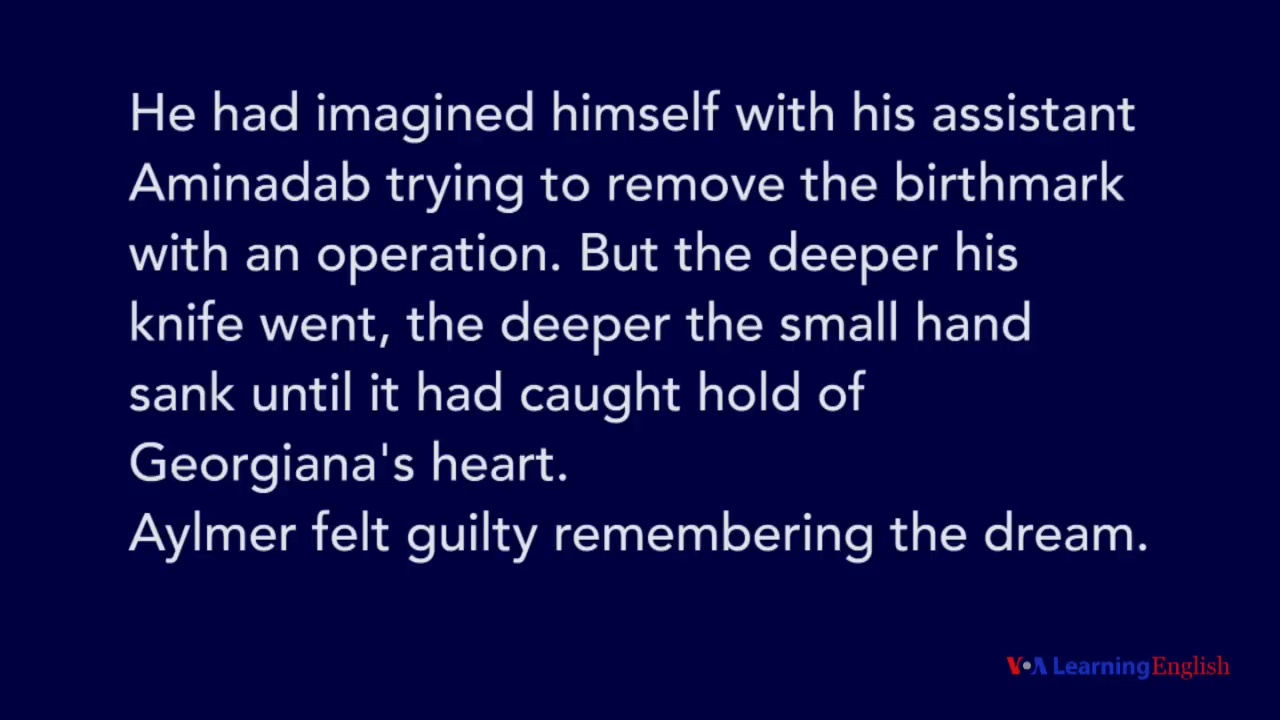 He had imagined himself with his assistant
Aminadab trying to remove the birthmark
with an operation. But the deeper his
knife went, the deeper the small hand
sank until it had caught hold of
Georgiana's heart.
Aylmer felt guilty remembering the dream.
VOA Learning English